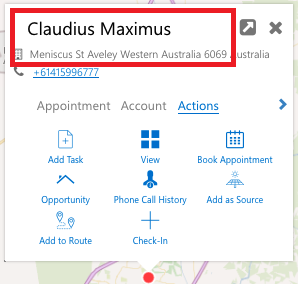 Claudius Maximus
Meniscus St Aveley Western Australia 6069 Australia
+61415996777
Appointment Account Actions
Add Task View Book Appointment
Opportunity Phone Call History Add as Source
Add to Route Check-In